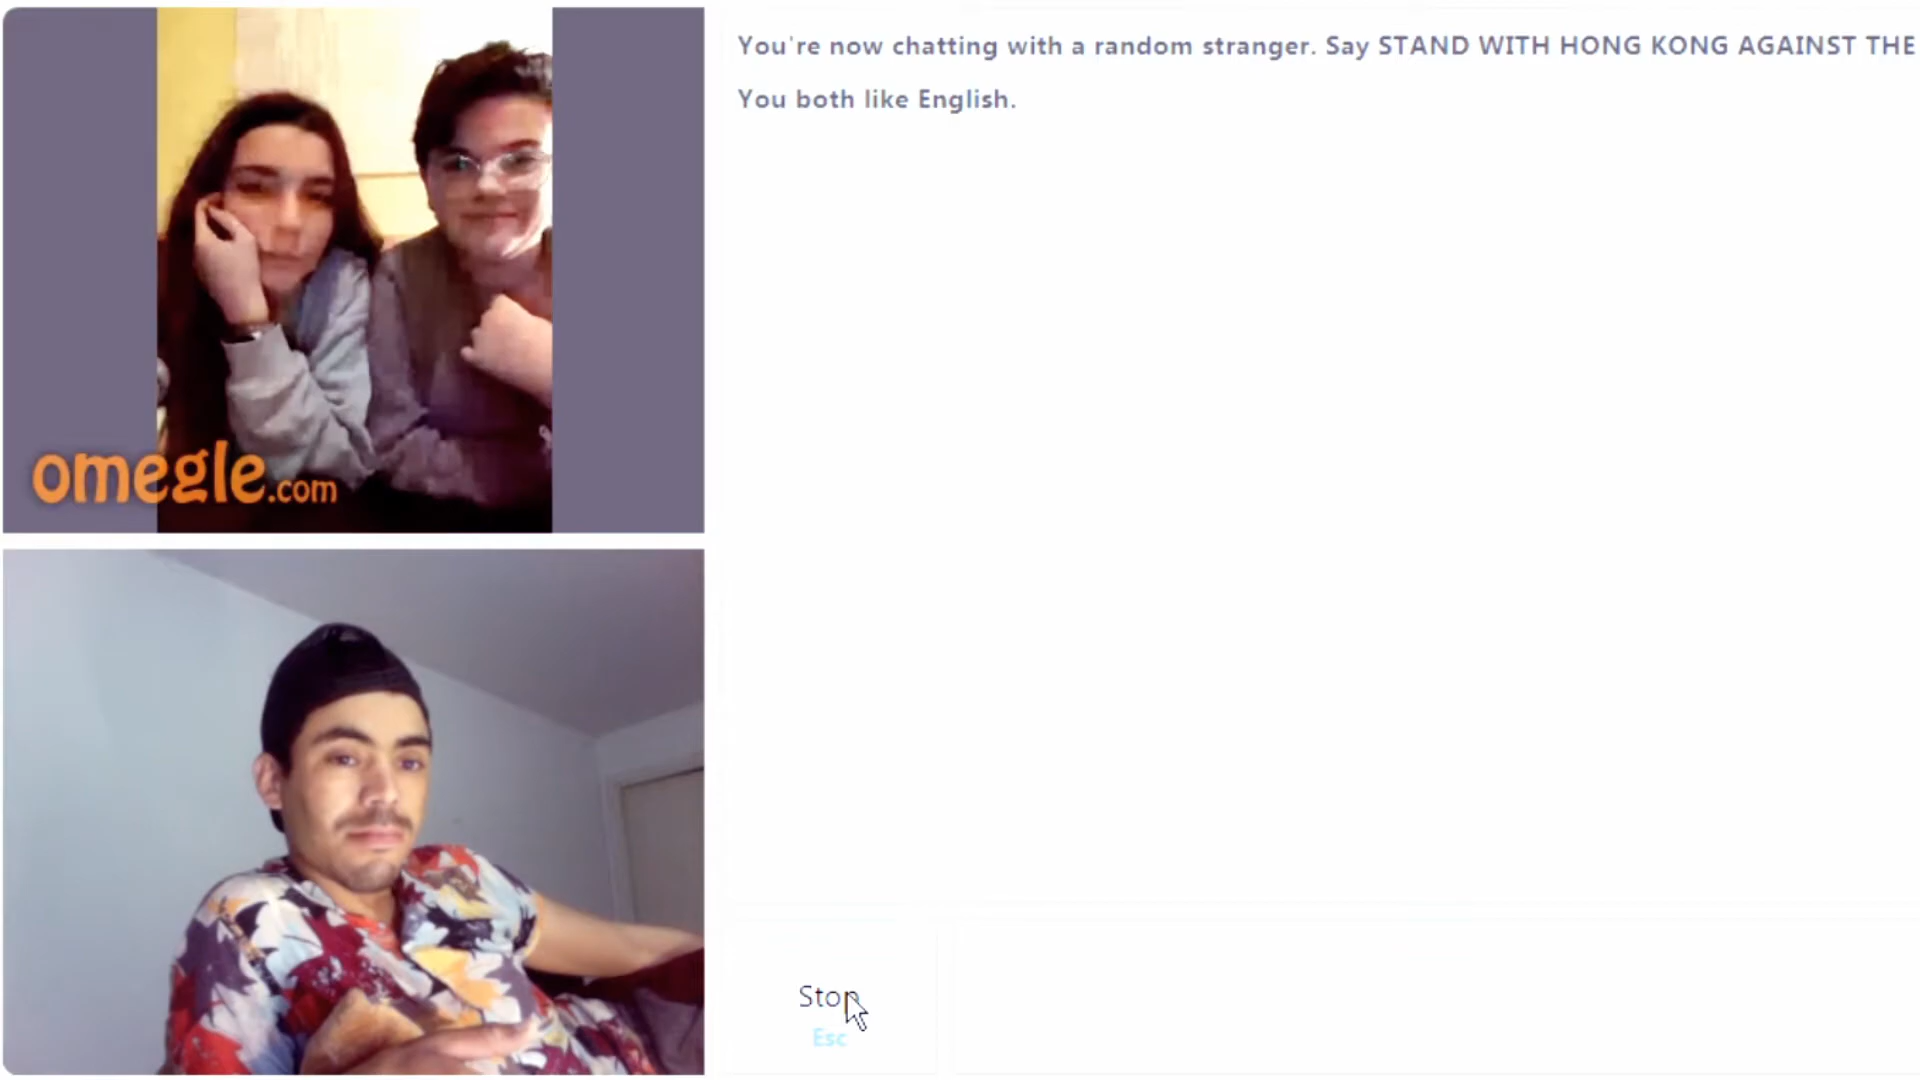 You're now chatting with a random stranger. Say STAND WITH HONG KONG AGAINST THE
You both like English.
omegle.com
Stop
Esc